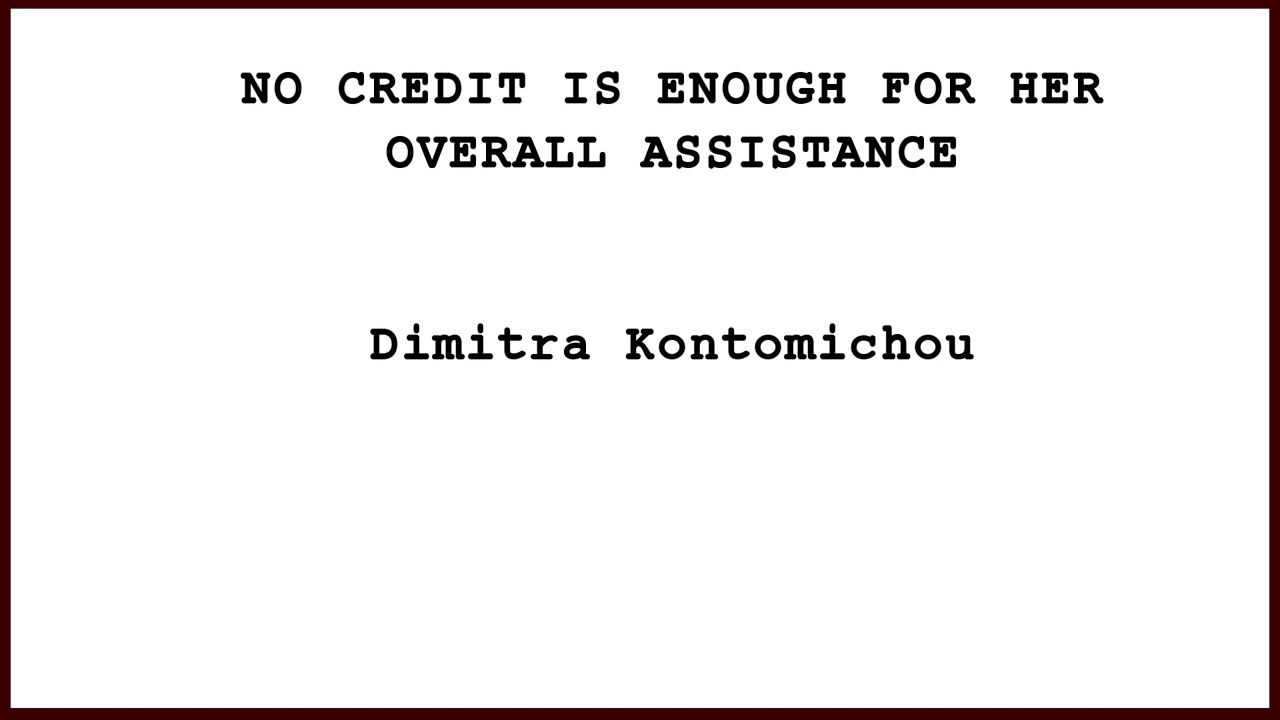 NO CREDIT IS ENOUGH FOR HER
OVERALL ASSISTANCE
Dimitra Kontomichou